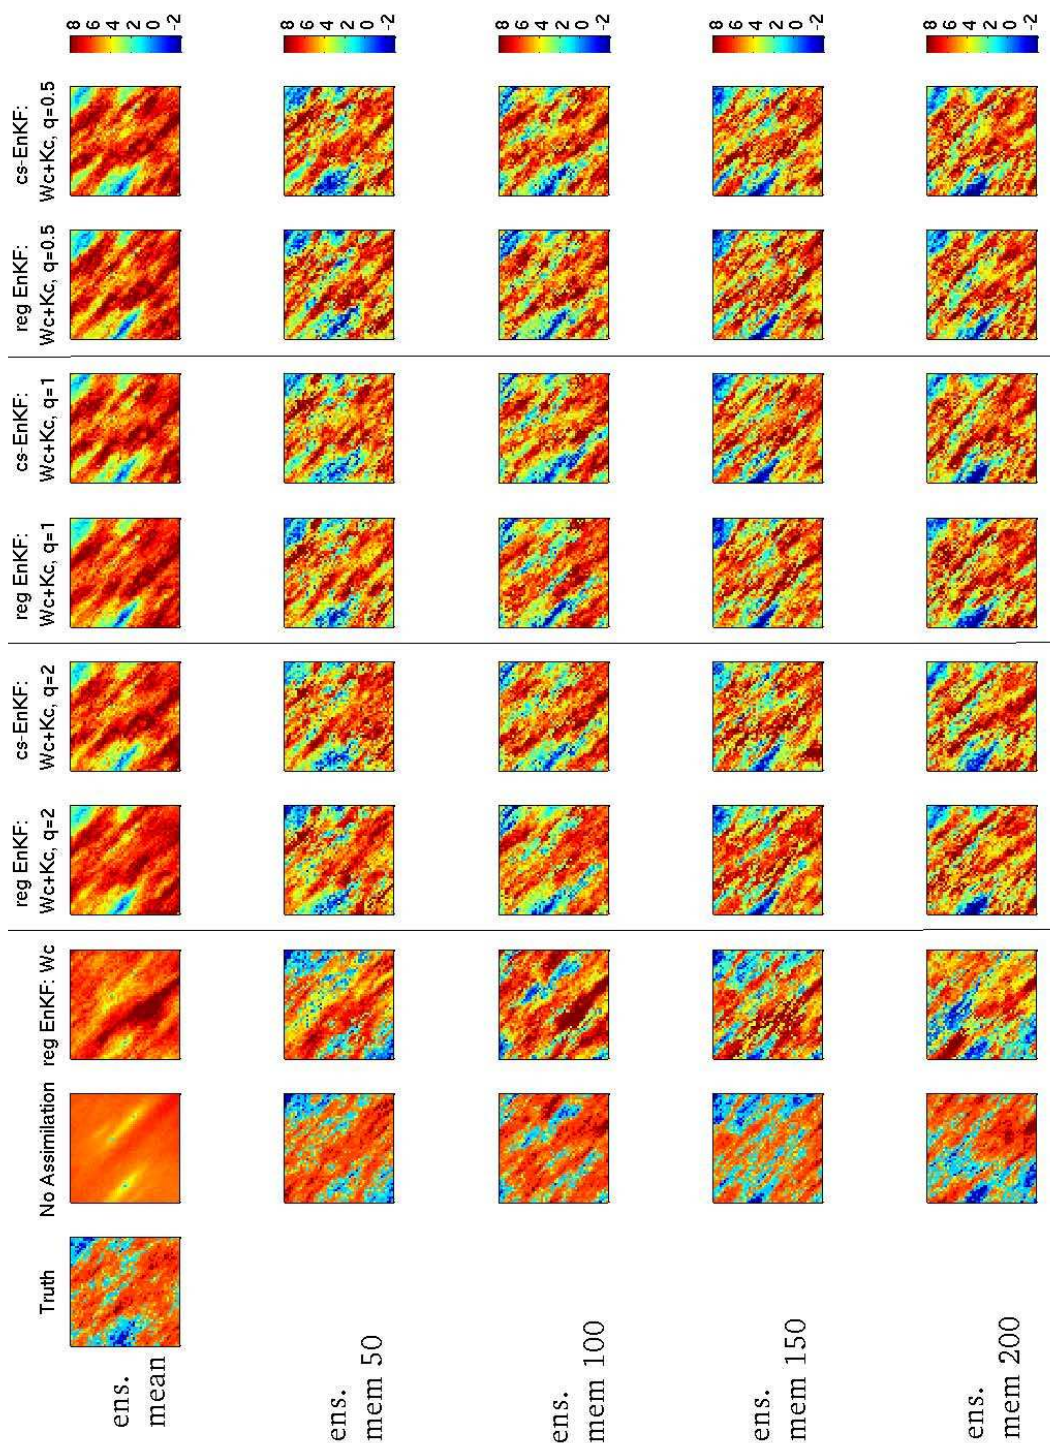 Truth
No Assimilation
reg EnKF: Wc
reg EnKF:
Wc+Kc, q=2
cs-EnKF:
Wc+Kc, q=2
reg EnKF:
Wc+Kc, q=1
cs-EnKF:
Wc+Kc, q=1
reg EnKF:
Wc+Kc, q=0.5
cs-EnKF:
Wc+Kc, q=0.5
ens.
mean
8
6
4
2
0
-2
ens.
mem 50
8
6
4
2
0
-2
ens.
mem 100
8
6
4
2
0
-2
ens.
mem 150
8
6
4
2
0
-2
ens.
mem 200
8
6
4
2
0
-2